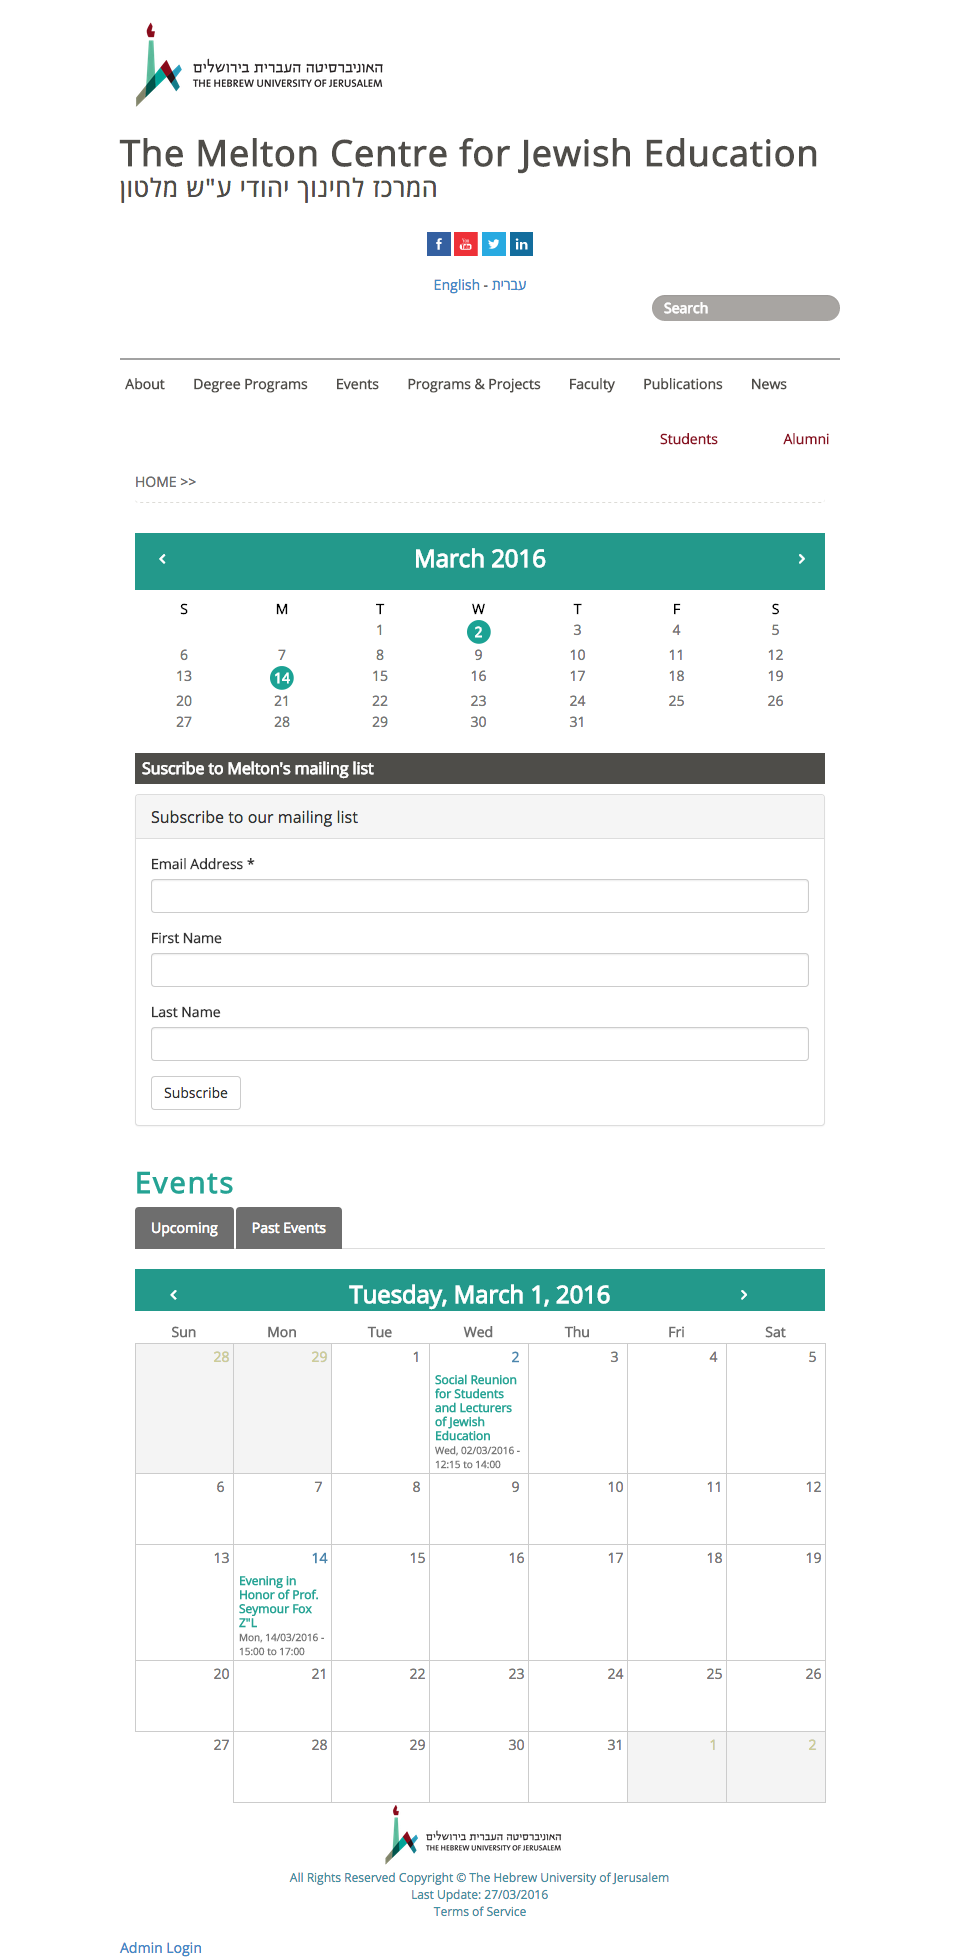 האוניברסיטה העברית בירושלים
THE HEBREW UNIVERSITY OF JERUSALEM
The Melton Centre for Jewish Education
המרכז לחינוך יהודי ע"ש מלטון
English - עברית
Search
About Degree Programs Events Programs & Projects Faculty Publications News
Students Alumni
HOME >>
March 2016
S M T W T F S
1 2 3 4 5
6 7 8 9 10 11 12
13 14 15 16 17 18 19
20 21 22 23 24 25 26
27 28 29 30 31
Suscribe to Melton's mailing list
Subscribe to our mailing list
Email Address *
First Name
Last Name
Subscribe
Events
Upcoming Past Events
Tuesday, March 1, 2016
Sun Mon Tue Wed Thu Fri Sat
28 29 1 2 3 4 5
Social Reunion
for Students
and Lecturers
of Jewish
Education
Wed, 02/03/2016 -
12:15 to 14:00
6 7 8 9 10 11 12
13 14 15 16 17 18 19
Evening in
Honor of Prof.
Seymour Fox
Z"L
Mon, 14/03/2016 -
15:00 to 17:00
20 21 22 23 24 25 26
27 28 29 30 31 1 2
האוניברסיטה העברית בירושלים
THE HEBREW UNIVERSITY OF JERUSALEM
All Rights Reserved Copyright © The Hebrew University of Jerusalem
Last Update: 27/03/2016
Terms of Service
Admin Login